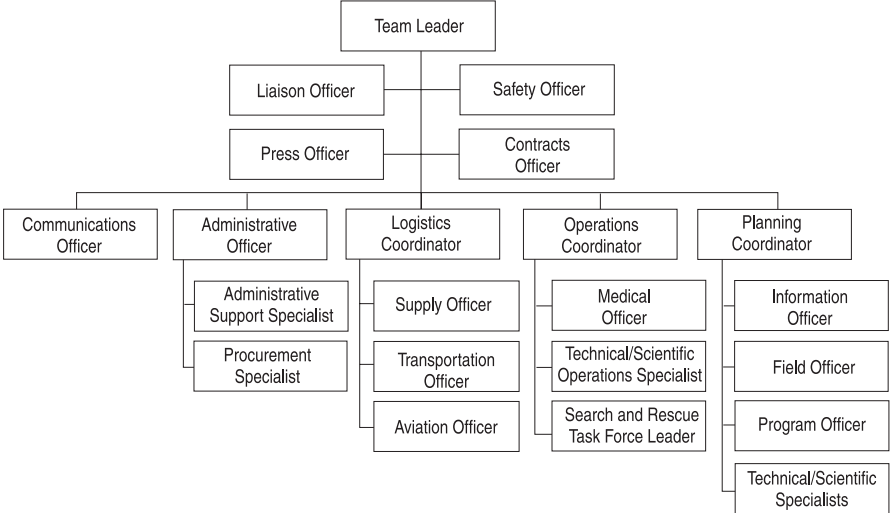 Team Leader
Liaison Officer
Safety Officer
Press Officer
Contracts
Officer
Communications
Officer
Administrative
Officer
Logistics
Coordinator
Operations
Coordinator
Planning
Coordinator
Administrative
Support Specialist
Procurement
Specialist
Supply Officer
Transportation
Officer
Aviation Officer
Medical
Officer
Technical/Scientific
Operations Specialist
Search and Rescue
Task Force Leader
Information
Officer
Field Officer
Program Officer
Technical/Scientific
Specialists